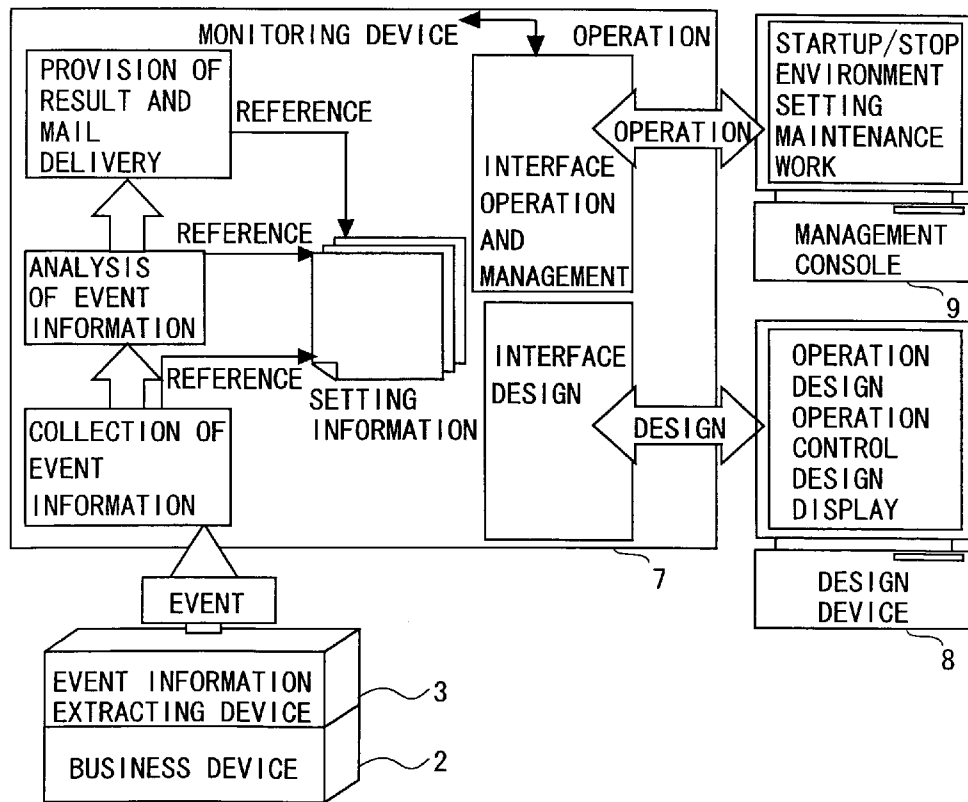 MONITORING DEVICE
OPERATION
PROVISION OF
RESULT AND
MAIL
DELIVERY
REFERENCE
ANALYSIS
OF EVENT
INFORMATION
REFERENCE
COLLECTION OF
EVENT
INFORMATION
REFERENCE
SETTING
INFORMATION
INTERFACE
OPERATION
AND
MANAGEMENT
OPERATION
INTERFACE
DESIGN
DESIGN
STARTUP/STOP
ENVIRONMENT
SETTING
MAINTENANCE
WORK
MANAGEMENT
CONSOLE
9
OPERATION
DESIGN
OPERATION
CONTROL
DESIGN
DISPLAY
DESIGN
DEVICE
8
7
EVENT
EVENT INFORMATION
EXTRACTING DEVICE
3
BUSINESS DEVICE
2